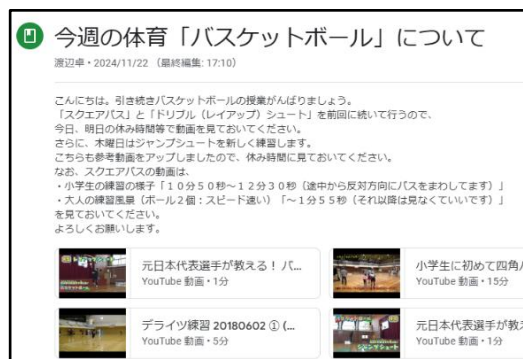 今週の体育「バスケットボール」について
渡辺卓・2024/11/22 (最終編集: 17:10)
こんにちは。引き続きバスケットボールの授業がんばりましょう。
「スクエアパス」と「ドリブル(レイアップ)シュート」を前回に続いて行うので、
今日、明日の休み時間等で動画を見ておいてください。
さらに、木曜日はジャンプシュートを新しく練習します。
こちらも参考動画をアップしましたので、休み時間に見ておいてください。
なお、スクエアパスの動画は、
・小学生の練習の様子「10分50秒~12分30秒(途中から反対方向にパスをまわしてます)」
・大人の練習風景(ボール2個:スピード速い)「~1分55秒(それ以降は見なくていいです)」
を見ておいてください。
よろしくお願いします。
元日本代表選手が教える! バ...
YouTube 動画・1分
小学生に初めて四角
YouTube 動画・15分
デライツ練習 20180602 ① (...
YouTube 動画・5分
元日本代表選手が教
YouTube 動画・1分